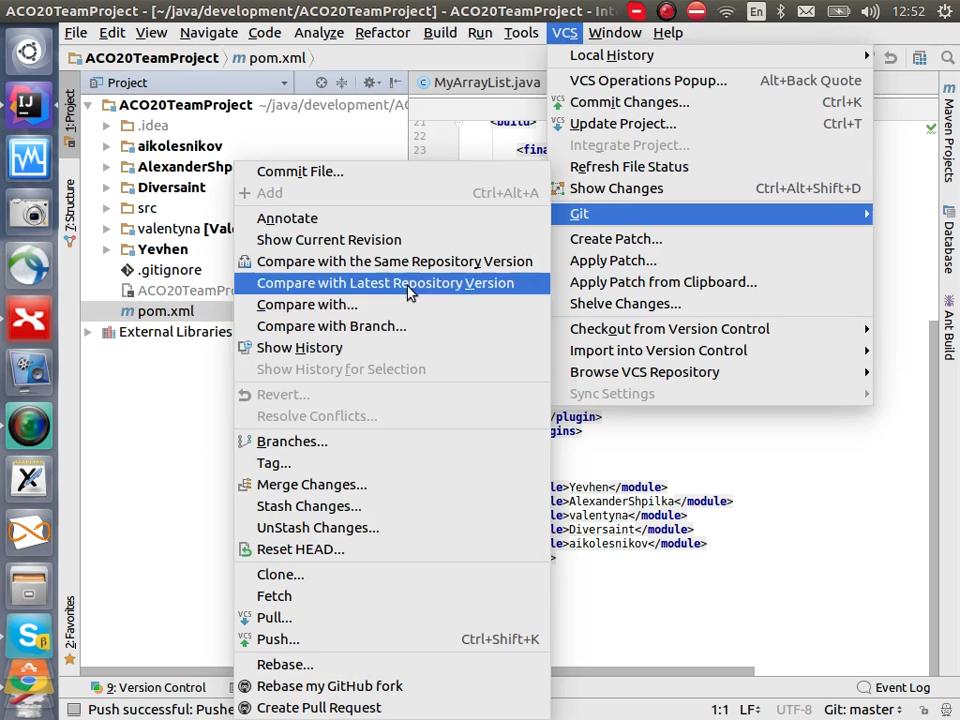 ACO20TeamProject - [~/java/development/ACO20TeamProject] - ACO20TeamProject - Inte
En
12:52
File Edit View Navigate Code Analyze Refactor Build Run Tools VCS Window Help
ACO20TeamProject
pom.xml
Project
MyArrayList.java
1: Project
7: Structure
2: Favorites
ACO20TeamProject ~/java/development/AC
.idea
aikolesnikov
AlexanderShp
Diversaint
src
valentyna [Val
Yevhen
.gitignore
ACO20TeamPr
pom.xml
External Libraries
21
22
23
<build>
<fina
Commit File...
Add Ctrl+Alt+A
Annotate
Show Current Revision
Compare with the Same Repository Version
Compare with Latest Repository Version
Compare with...
Compare with Branch...
Show History
Show History for Selection
Revert...
Resolve Conflicts...
Branches...
Tag...
Merge Changes...
Stash Changes...
UnStash Changes...
Reset HEAD...
Clone...
Fetch
Pull...
Push... Ctrl+Shift+K
Rebase...
Rebase my GitHub fork
Create Pull Request
Local History
VCS Operations Popup... Alt+Back Quote
Commit Changes... Ctrl+K
Update Project... Ctrl+T
Integrate Project...
Refresh File Status
Show Changes Ctrl+Alt+Shift+D
Git
Create Patch...
Apply Patch...
Apply Patch from Clipboard...
Shelve Changes...
Checkout from Version Control
Import into Version Control
Browse VCS Repository
Sync Settings
/plugin>
gins>
le>Yevhen</module>
le>AlexanderShpilka</module>
le>valentyna</module>
le>Diversaint</module>
le>aikolesnikov</module>
>
Maven Projects
Database
Ant Build
9: Version Control
Event Log
Push successful: Pushe
1:1 LF UTF-8 Git: master